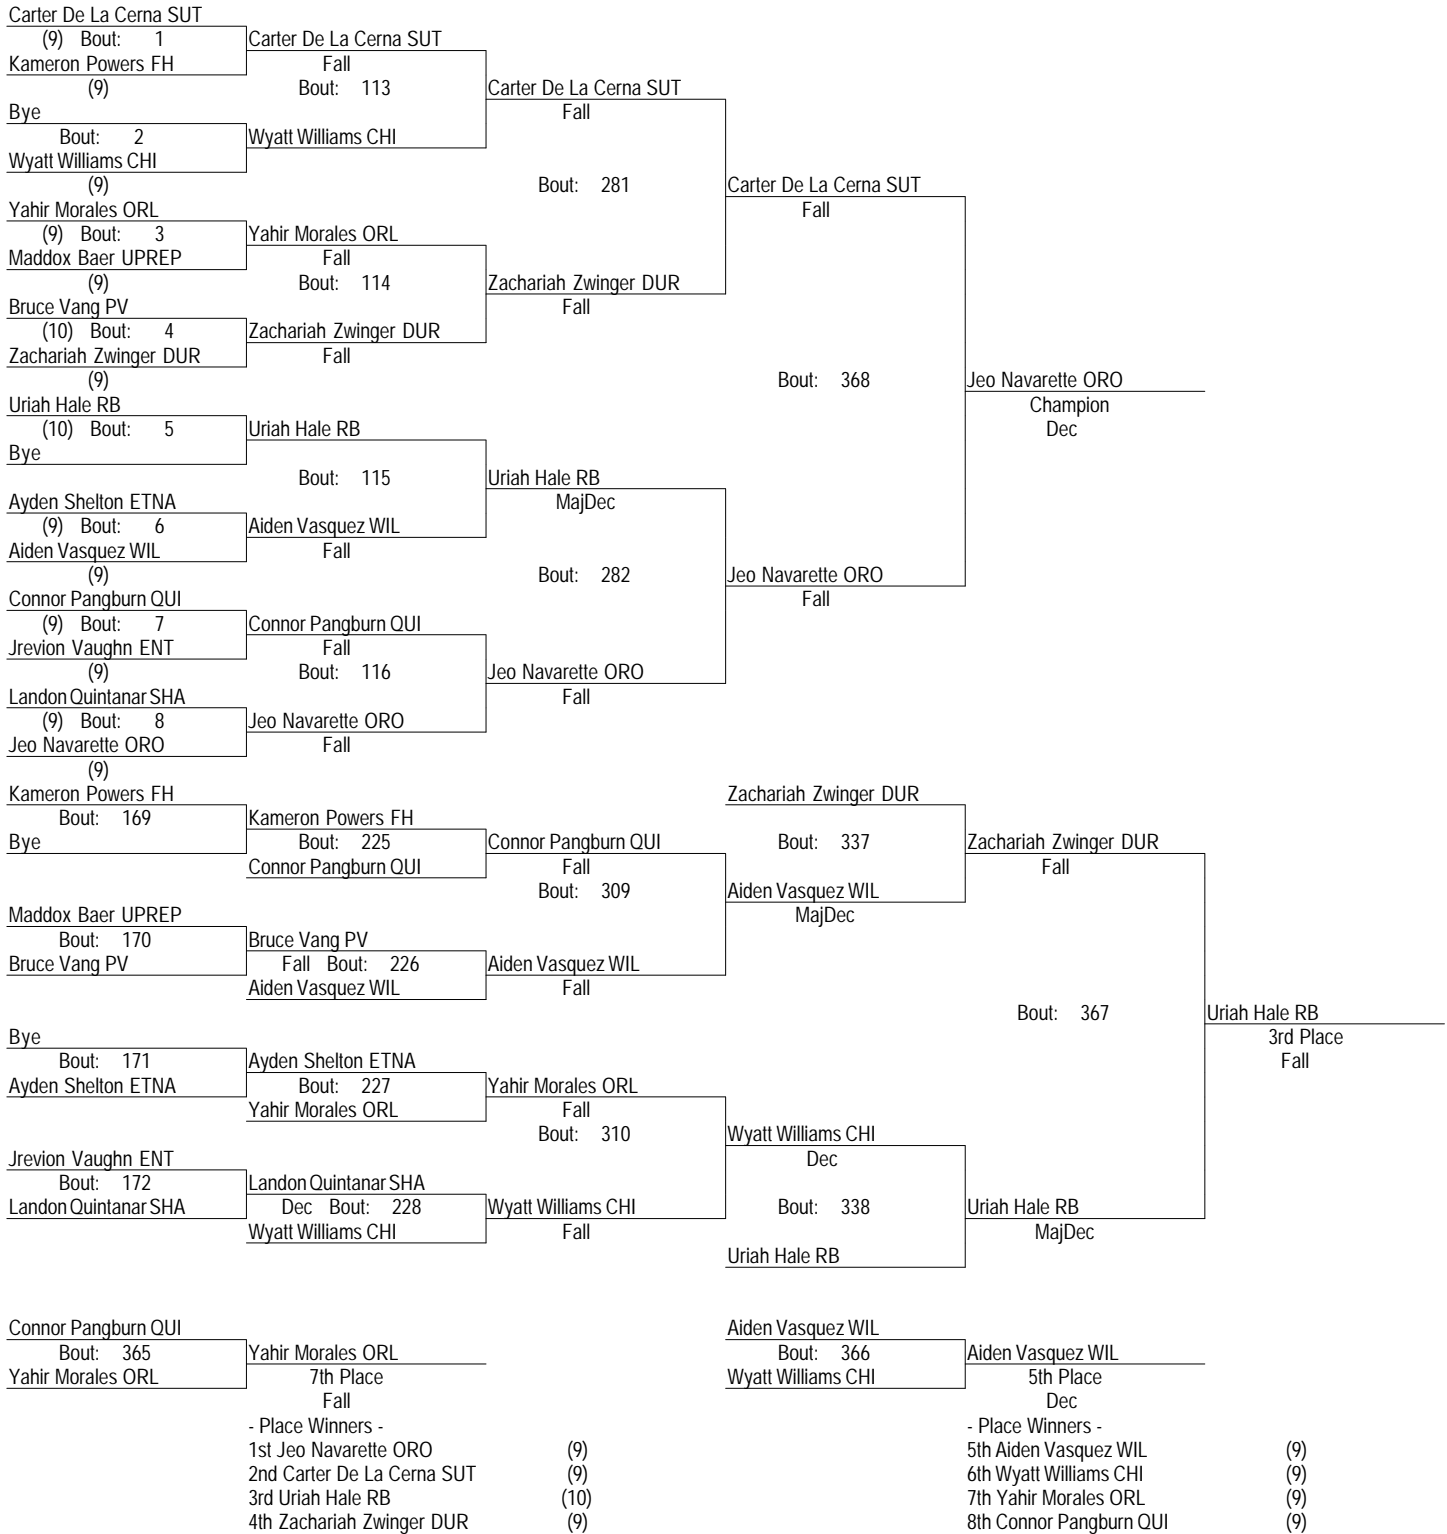 Carter De La Cerna SUT
(9) Bout: 1 Carter De La Cerna SUT
Kameron Powers FH Fall
(9) Bout: 113 Carter De La Cerna SUT
Bye Fall
Bout: 2 Wyatt Williams CHI
Wyatt Williams CHI
(9) Bout: 281 Carter De La Cerna SUT
Yahir Morales ORL Fall
(9) Bout: 3 Yahir Morales ORL
Maddox Baer UPREP Fall
(9) Bout: 114 Zachariah Zwinger DUR
Bruce Vang PV Fall
(10) Bout: 4 Zachariah Zwinger DUR
Zachariah Zwinger DUR Fall
(9) Bout: 368 Jeo Navarette ORO
Uriah Hale RB Champion
(10) Bout: 5 Uriah Hale RB Dec
Bye
Bout: 115 Uriah Hale RB
Ayden Shelton ETNA MajDec
(9) Bout: 6 Aiden Vasquez WIL
Aiden Vasquez WIL Fall
(9) Bout: 282 Jeo Navarette ORO
Connor Pangburn QUI Fall
(9) Bout: 7 Connor Pangburn QUI
Jrevion Vaughn ENT Fall
(9) Bout: 116 Jeo Navarette ORO
Landon Quintanar SHA Fall
(9) Bout: 8 Jeo Navarette ORO
Jeo Navarette ORO Fall
(9)
Kameron Powers FH Zachariah Zwinger DUR
Bout: 169 Kameron Powers FH
Bye Bout: 225 Connor Pangburn QUI Bout: 337 Zachariah Zwinger DUR
Connor Pangburn QUI Fall Fall
Bout: 309 Aiden Vasquez WIL
Maddox Baer UPREP MajDec
Bout: 170 Bruce Vang PV
Bruce Vang PV Fall Bout: 226 Aiden Vasquez WIL
Aiden Vasquez WIL Fall
Bout: 367 Uriah Hale RB
Bye 3rd Place
Bout: 171 Ayden Shelton ETNA Fall
Ayden Shelton ETNA Bout: 227 Yahir Morales ORL
Yahir Morales ORL Fall
Bout: 310 Wyatt Williams CHI
Jrevion Vaughn ENT Dec
Bout: 172 Landon Quintanar SHA
Landon Quintanar SHA Dec Bout: 228 Wyatt Williams CHI Bout: 338 Uriah Hale RB
Wyatt Williams CHI Fall MajDec
Uriah Hale RB
Connor Pangburn QUI Aiden Vasquez WIL
Bout: 365 Yahir Morales ORL Bout: 366 Aiden Vasquez WIL
Yahir Morales ORL 7th Place Wyatt Williams CHI 5th Place
Fall Dec
- Place Winners - - Place Winners -
1st Jeo Navarette ORO (9) 5th Aiden Vasquez WIL (9)
2nd Carter De La Cerna SUT (9) 6th Wyatt Williams CHI (9)
3rd Uriah Hale RB (10) 7th Yahir Morales ORL (9)
4th Zachariah Zwinger DUR (9) 8th Connor Pangburn QUI (9)